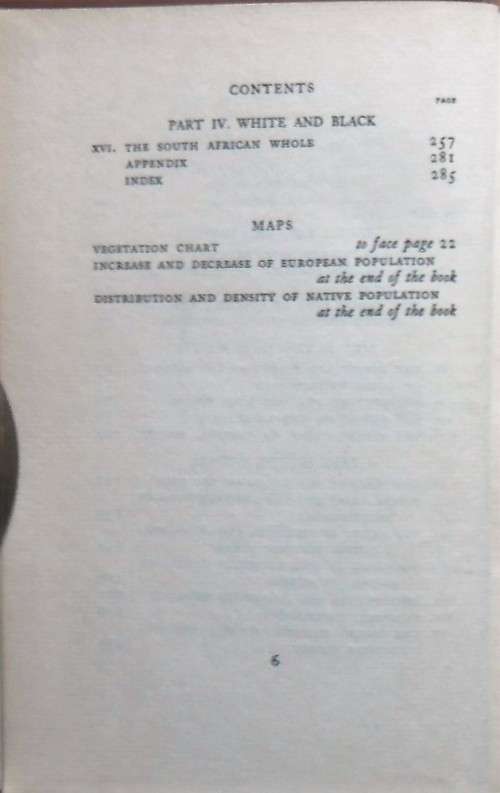 CONTENTS
PAGE
PART IV. WHITE AND BLACK
XVI. THE SOUTH AFRICAN WHOLE 257
APPENDIX 281
INDEX 285
MAPS
VEGETATION CHART to face page 22
INCREASE AND DECREASE OF EUROPEAN POPULATION
at the end of the book
DISTRIBUTION AND DENSITY OF NATIVE POPULATION
at the end of the book
6